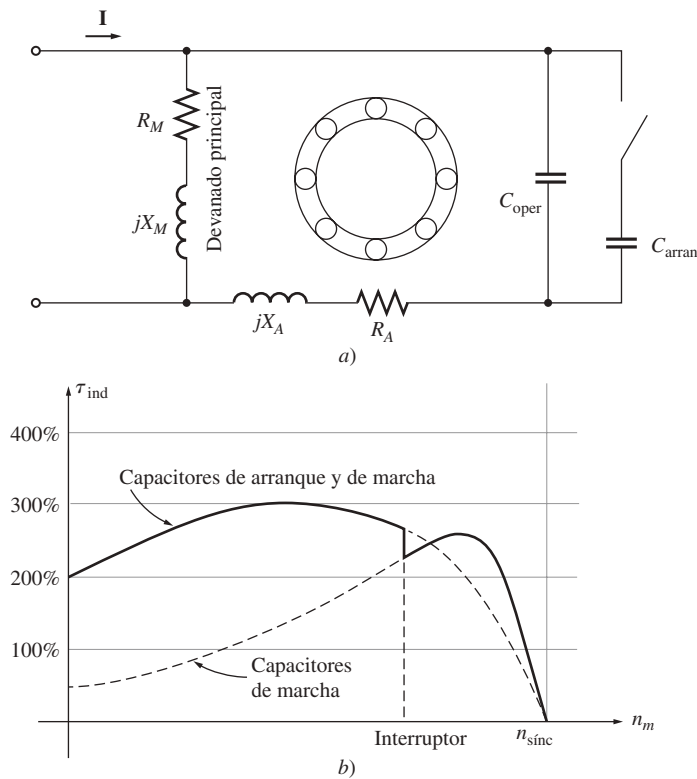 I
R_M
Devanado principal
jX_M
C_oper
C_arran
jX_A
R_A
a)
τ_ind
400%
Capacitores de arranque y de marcha
300%
200%
100%
Capacitores
de marcha
Interruptor
n_sínc
n_m
b)